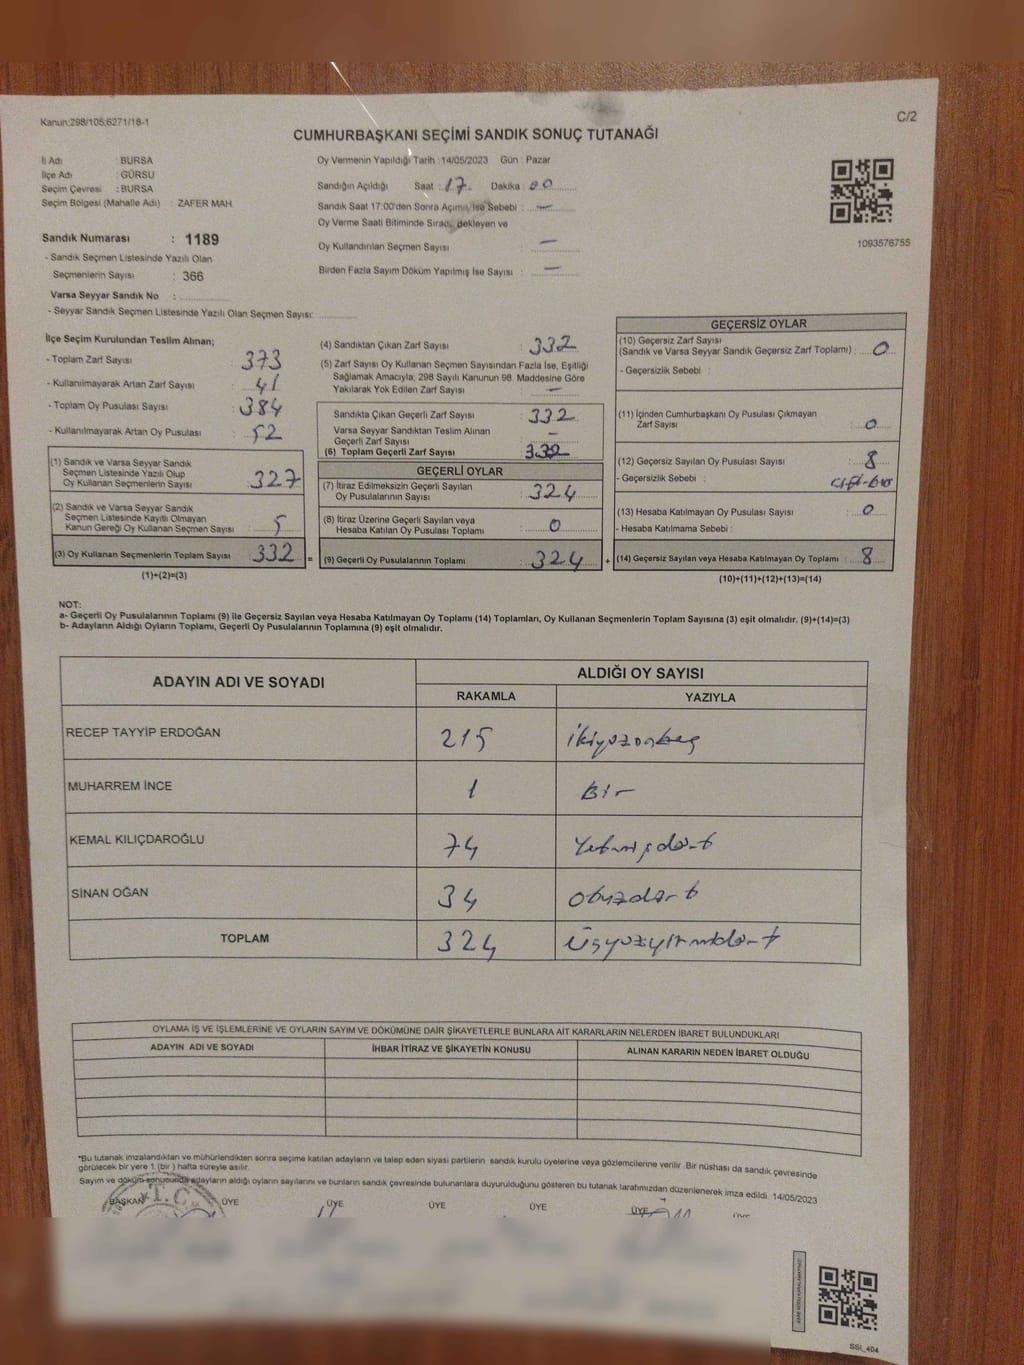 Kanun:298/105;6271/18-1
C/2
CUMHURBAŞKANI SEÇİMİ SANDIK SONUÇ TUTANAĞI
İl Adı : BURSA
İlçe Adı : GÜRSU
Seçim Çevresi : BURSA
Seçim Bölgesi (Mahalle Adı) : ZAFER MAH.
Sandık Numarası : 1189
- Sandık Seçmen Listesinde Yazılı Olan
Seçmenlerin Sayısı : 366
Varsa Seyyar Sandık No :
- Seyyar Sandık Seçmen Listesinde Yazılı Olan Seçmen Sayısı:
Oy Vermenin Yapıldığı Tarih : 14/05/2023 Gün : Pazar
Sandığın Açıldığı Saat : 17 Dakika : 00
Sandık Saat 17:00'den Sonra Açımış İse Sebebi : —
Oy Verme Saati Bitiminde Sırada Bekleyen ve
Oy Kullandırılan Seçmen Sayısı —
Birden Fazla Sayım Döküm Yapılmış İse Sayısı : —
1093576755
İlçe Seçim Kurulundan Teslim Alınan;
- Toplam Zarf Sayısı : 373
- Kullanılmayarak Artan Zarf Sayısı : 41
- Toplam Oy Pusulası Sayısı : 384
- Kullanılmayarak Artan Oy Pusulası : 52
(1) Sandık ve Varsa Seyyar Sandık
Seçmen Listesinde Yazılı Olup
Oy Kullanan Seçmenlerin Sayısı : 327
(2) Sandık ve Varsa Seyyar Sandık
Seçmen Listesinde Kayıtlı Olmayan
Kanun Gereği Oy Kullanan Seçmen Sayısı : 5
(3) Oy Kullanan Seçmenlerin Toplam Sayısı : 332 =
(1)+(2)=(3)
(4) Sandıktan Çıkan Zarf Sayısı : 332
(5) Zarf Sayısı Oy Kullanan Seçmen Sayısından Fazla İse, Eşitliği
Sağlamak Amacıyla; 298 Sayılı Kanunun 98. Maddesine Göre
Yakılarak Yok Edilen Zarf Sayısı : —
Sandıkta Çıkan Geçerli Zarf Sayısı : 332
Varsa Seyyar Sandıktan Teslim Alınan
Geçerli Zarf Sayısı : —
(6) Toplam Geçerli Zarf Sayısı : 332
GEÇERLİ OYLAR
(7) İtiraz Edilmeksizin Geçerli Sayılan
Oy Pusulalarının Sayısı : 324
(8) İtiraz Üzerine Geçerli Sayılan veya
Hesaba Katılan Oy Pusulası Toplamı : 0
(9) Geçerli Oy Pusulalarının Toplamı : 324 +
GEÇERSİZ OYLAR
(10) Geçersiz Zarf Sayısı
(Sandık ve Varsa Seyyar Sandık Geçersiz Zarf Toplamı) : 0
- Geçersizlik Sebebi :
(11) İçinden Cumhurbaşkanı Oy Pusulası Çıkmayan
Zarf Sayısı : 0
(12) Geçersiz Sayılan Oy Pusulası Sayısı : 8
- Geçersizlik Sebebi :
(13) Hesaba Katılmayan Oy Pusulası Sayısı : 0
- Hesaba Katılmama Sebebi :
(14) Geçersiz Sayılan veya Hesaba Katılmayan Oy Toplamı : 8
(10)+(11)+(12)+(13)=(14)
NOT:
a- Geçerli Oy Pusulalarının Toplamı (9) ile Geçersiz Sayılan veya Hesaba Katılmayan Oy Toplamı (14) Toplamları, Oy Kullanan Seçmenlerin Toplam Sayısına (3) eşit olmalıdır. (9)+(14)=(3)
b- Adayların Aldığı Oyların Toplamı, Geçerli Oy Pusulalarının Toplamına (9) eşit olmalıdır.
ADAYIN ADI VE SOYADI ALDIĞI OY SAYISI
RAKAMLA YAZIYLA
RECEP TAYYİP ERDOĞAN 215 ikiyüzonbeş
MUHARREM İNCE 1 Bir
KEMAL KILIÇDAROĞLU 74 Yetmişdört
SİNAN OĞAN 34 otuzdört
TOPLAM 324 üçyüzyirmidört
OYLAMA İŞ VE İŞLEMLERİNE VE OYLARIN SAYIM VE DÖKÜMÜNE DAİR ŞİKAYETLERLE BUNLARA AİT KARARLARIN NELERDEN İBARET BULUNDUKLARI
ADAYIN ADI VE SOYADI İHBAR İTİRAZ VE ŞİKAYETİN KONUSU ALINAN KARARIN NEDEN İBARET OLDUĞU
*Bu tutanak imzalandıktan ve mühürlendikten sonra seçime katılan adayların ve talep eden siyasi partilerin sandık kurulu üyelerine veya gözlemcilerine verilir. Bir nüshası da sandık çevresinde
görülecek bir yere 1 (bir ) hafta süreyle asılır.
Sayım ve döküm sonucunda adayların aldığı oyların sayılarını ve bunların sandık çevresinde bulunanlara duyurulduğunu gösteren bu tutanak tarafımızdan düzenlenerek imza edildi. 14/05/2023
BAŞKAN ÜYE ÜYE ÜYE ÜYE ÜYE ÜYE
T.C.
SSİ_404